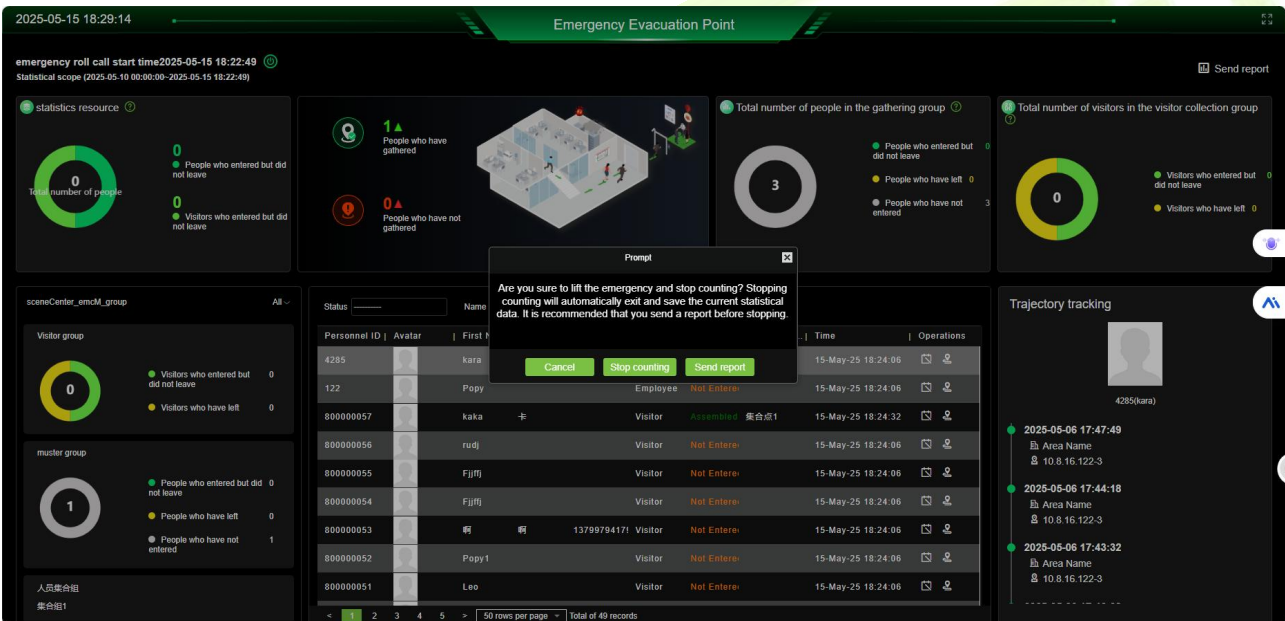 2025-05-15 18:29:14
Emergency Evacuation Point
emergency roll call start time2025-05-15 18:22:49
Statistical scope (2025-05-10 00:00:00~2025-05-15 18:22:49)
Send report
statistics resource
0
Total number of people
0
People who entered but did
not leave
0
Visitors who entered but did
not leave
1
People who have
gathered
0
People who have not
gathered
Total number of people in the gathering group
3
People who entered but 0
did not leave
People who have left 0
People who have not 3
entered
Total number of visitors in the visitor collection group
0
Visitors who entered but 0
did not leave
Visitors who have left 0
Prompt
Are you sure to lift the emergency and stop counting? Stopping
counting will automatically exit and save the current statistical
data. It is recommended that you send a report before stopping.
Cancel Stop counting Send report
sceneCenter_emcM_group All
Visitor group
0
Visitors who entered but 0
did not leave
Visitors who have left 0
muster group
1
People who entered but did 0
not leave
People who have left 0
People who have not 1
entered
人员集合组
集合组1
Status Name
Personnel ID | Avatar | First N ..| Time | Operations
4285 kara 15-May-25 18:24:06
122 Popy Employee Not Entere 15-May-25 18:24:06
800000057 kaka 卡 Visitor Assembled 集合点1 15-May-25 18:24:32
800000056 rudj Visitor Not Entere 15-May-25 18:24:06
800000055 Fjjffj Visitor Not Entere 15-May-25 18:24:06
800000054 Fjjffj Visitor Not Entere 15-May-25 18:24:06
800000053 啊 啊 1379979417! Visitor Not Entere 15-May-25 18:24:06
800000052 Popy1 Visitor Not Entere 15-May-25 18:24:06
800000051 Leo Visitor Not Entere 15-May-25 18:24:06
< 1 2 3 4 5 > 50 rows per page Total of 49 records
Trajectory tracking
4285(kara)
2025-05-06 17:47:49
Area Name
10.8.16.122-3
2025-05-06 17:44:18
Area Name
10.8.16.122-3
2025-05-06 17:43:32
Area Name
10.8.16.122-3